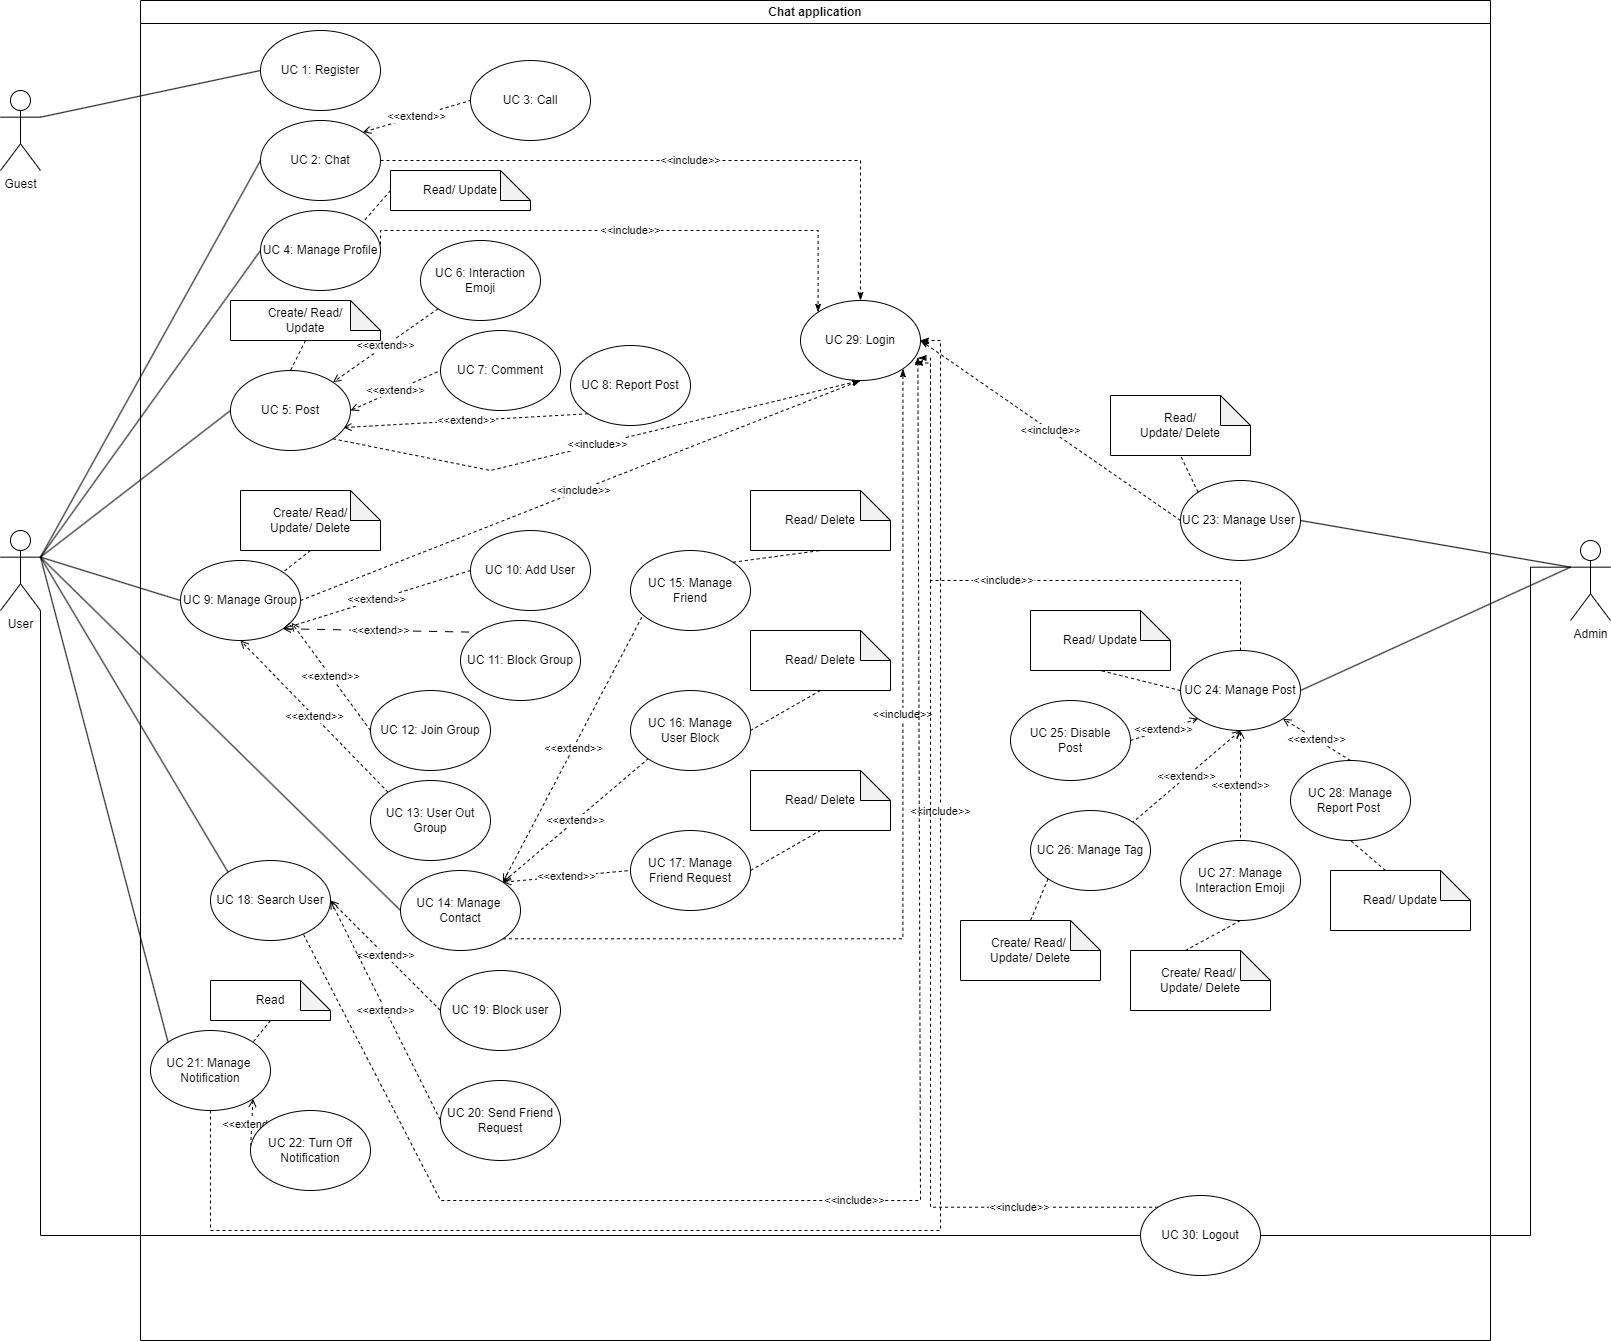 Chat application
UC 1: Register
UC 3: Call
<<extend>>
Guest
UC 2: Chat
<<include>>
Read/ Update
UC 4: Manage Profile
<<include>>
UC 6: Interaction
Emoji
Create/ Read/
Update
<<extend>>
UC 29: Login
UC 7: Comment
<<extend>>
UC 8: Report Post
UC 5: Post
<<extend>>
<<include>>
Read/
Update/ Delete
<<include>>
<<include>>
Create/ Read/
Update/ Delete
Read/ Delete
UC 23: Manage User
User
UC 10: Add User
UC 9: Manage Group
<<extend>>
<<extend>>
UC 11: Block Group
UC 15: Manage
Friend
<<include>>
Admin
Read/ Update
Read/ Delete
<<extend>>
<<extend>>
UC 12: Join Group
UC 16: Manage
User Block
<<include>>
UC 24: Manage Post
UC 25: Disable
Post
<<extend>>
<<extend>>
<<extend>>
<<extend>>
<<extend>>
Read/ Delete
UC 28: Manage
Report Post
UC 13: User Out
Group
<<extend>>
<<include>>
UC 26: Manage Tag
UC 17: Manage
Friend Request
<<extend>>
UC 27: Manage
Interaction Emoji
Read/ Update
UC 18: Search User
UC 14: Manage
Contact
Create/ Read/
Update/ Delete
Create/ Read/
Update/ Delete
<<extend>>
Read
<<extend>>
UC 19: Block user
UC 21: Manage
Notification
<<extend
UC 22: Turn Off
Notification
UC 20: Send Friend
Request
<<include>>
<<include>>
UC 30: Logout